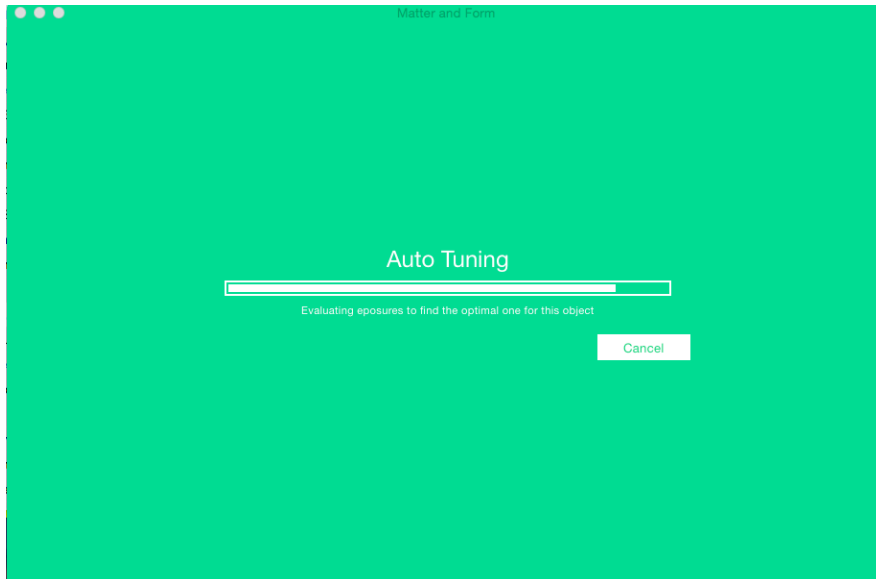 Matter and Form
Auto Tuning
Evaluating eposures to find the optimal one for this object
Cancel